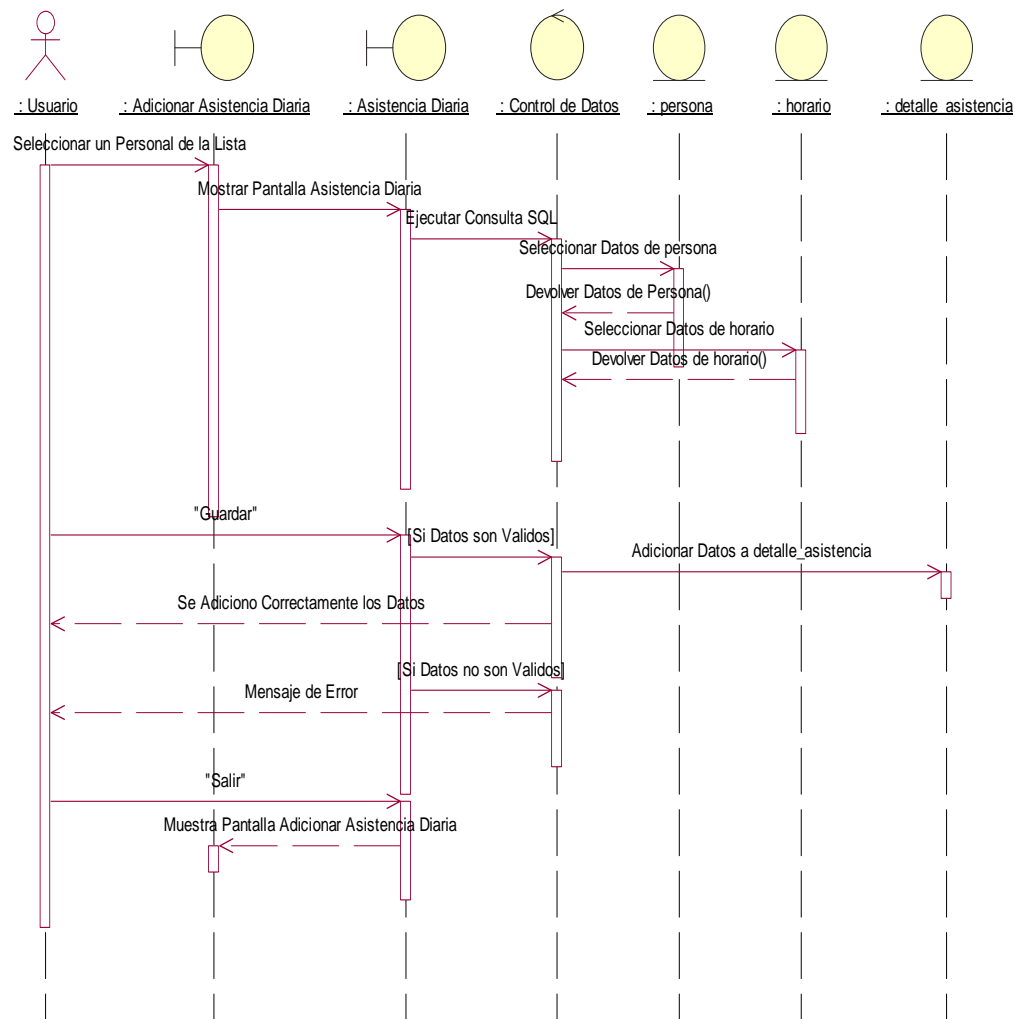 : Usuario
: Adicionar Asistencia Diaria
: Asistencia Diaria
: Control de Datos
: persona
: horario
: detalle_asistencia
Seleccionar un Personal de la Lista
Mostrar Pantalla Asistencia Diaria
Ejecutar Consulta SQL
Seleccionar Datos de persona
Devolver Datos de Persona()
Seleccionar Datos de horario
Devolver Datos de horario()
"Guardar"
[Si Datos son Validos]
Adicionar Datos a detalle_asistencia
Se Adiciono Correctamente los Datos
[Si Datos no son Validos]
Mensaje de Error
"Salir"
Muestra Pantalla Adicionar Asistencia Diaria